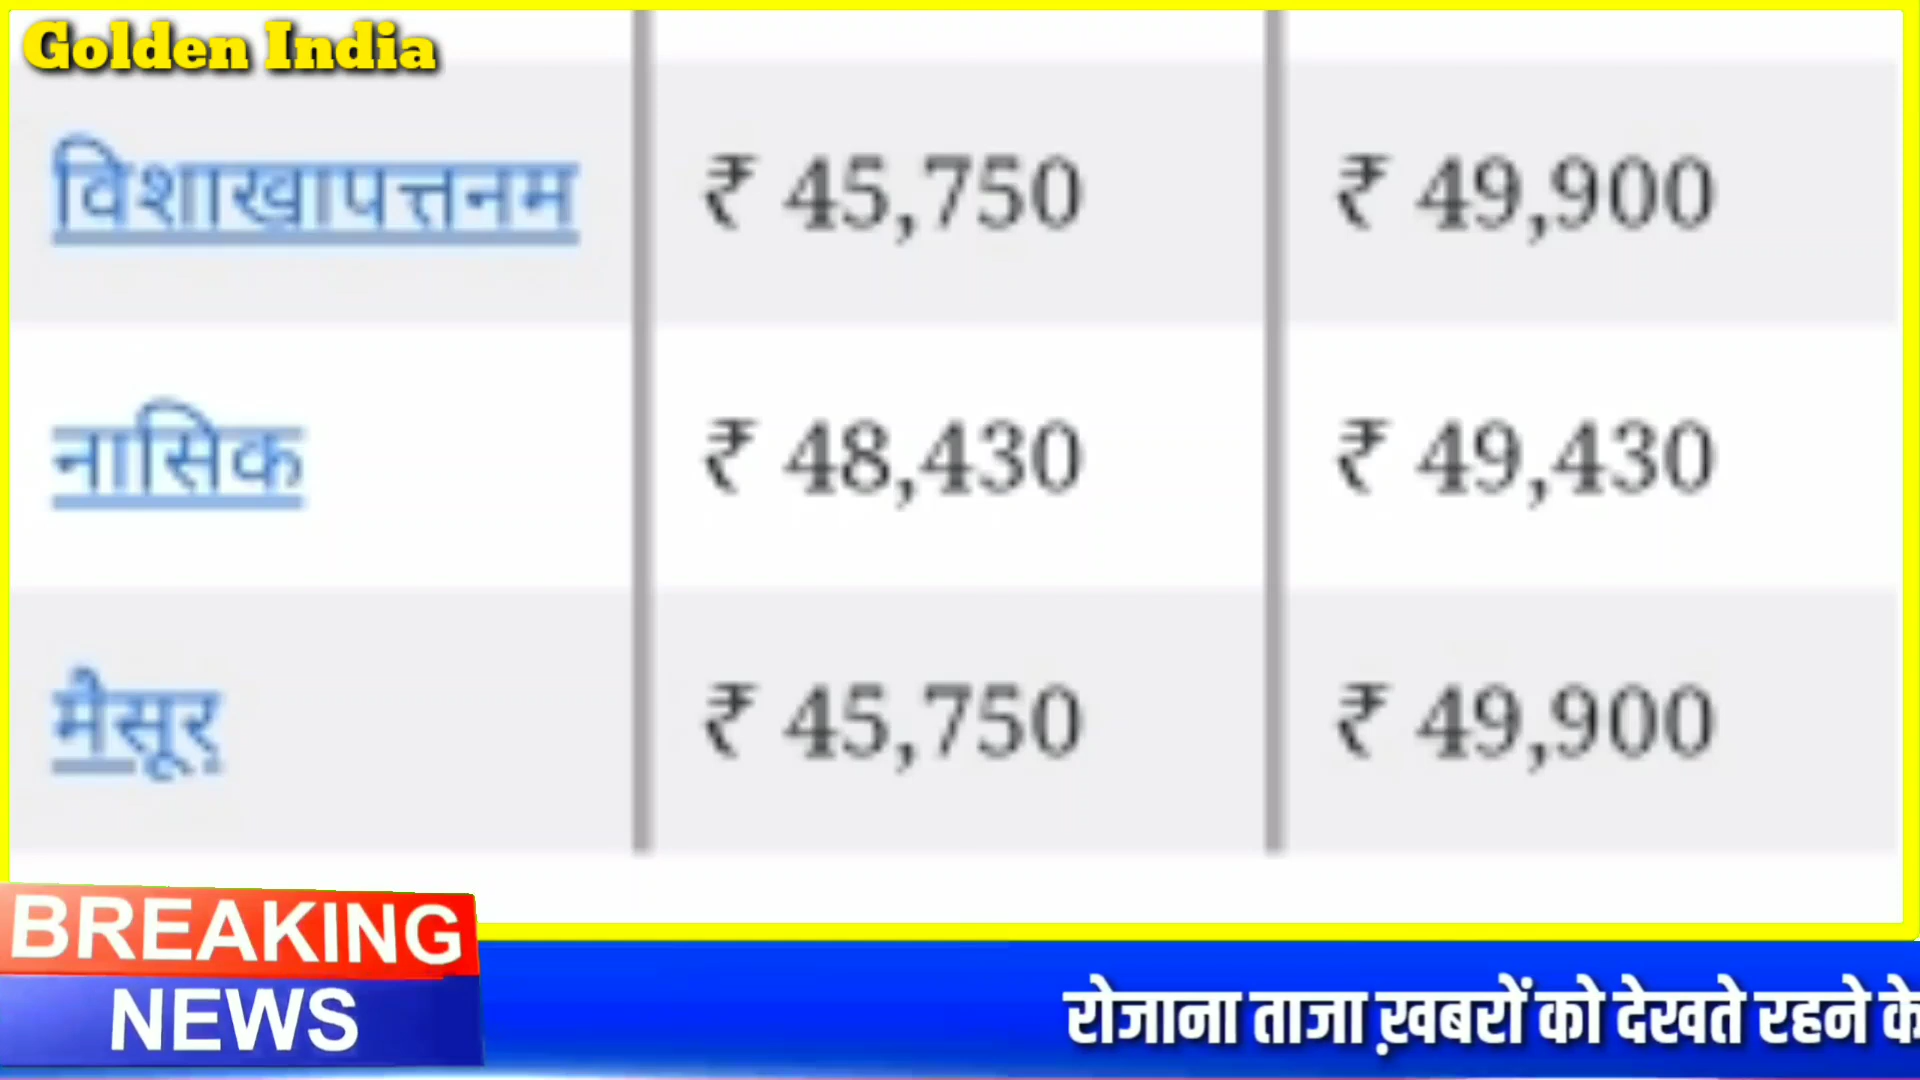 Golden India
विशाखापत्तनम ₹ 45,750 ₹ 49,900
नासिक ₹ 48,430 ₹ 49,430
मैसूर ₹ 45,750 ₹ 49,900
BREAKING
NEWS
रोजाना ताजा ख़बरों को देखते रहने के